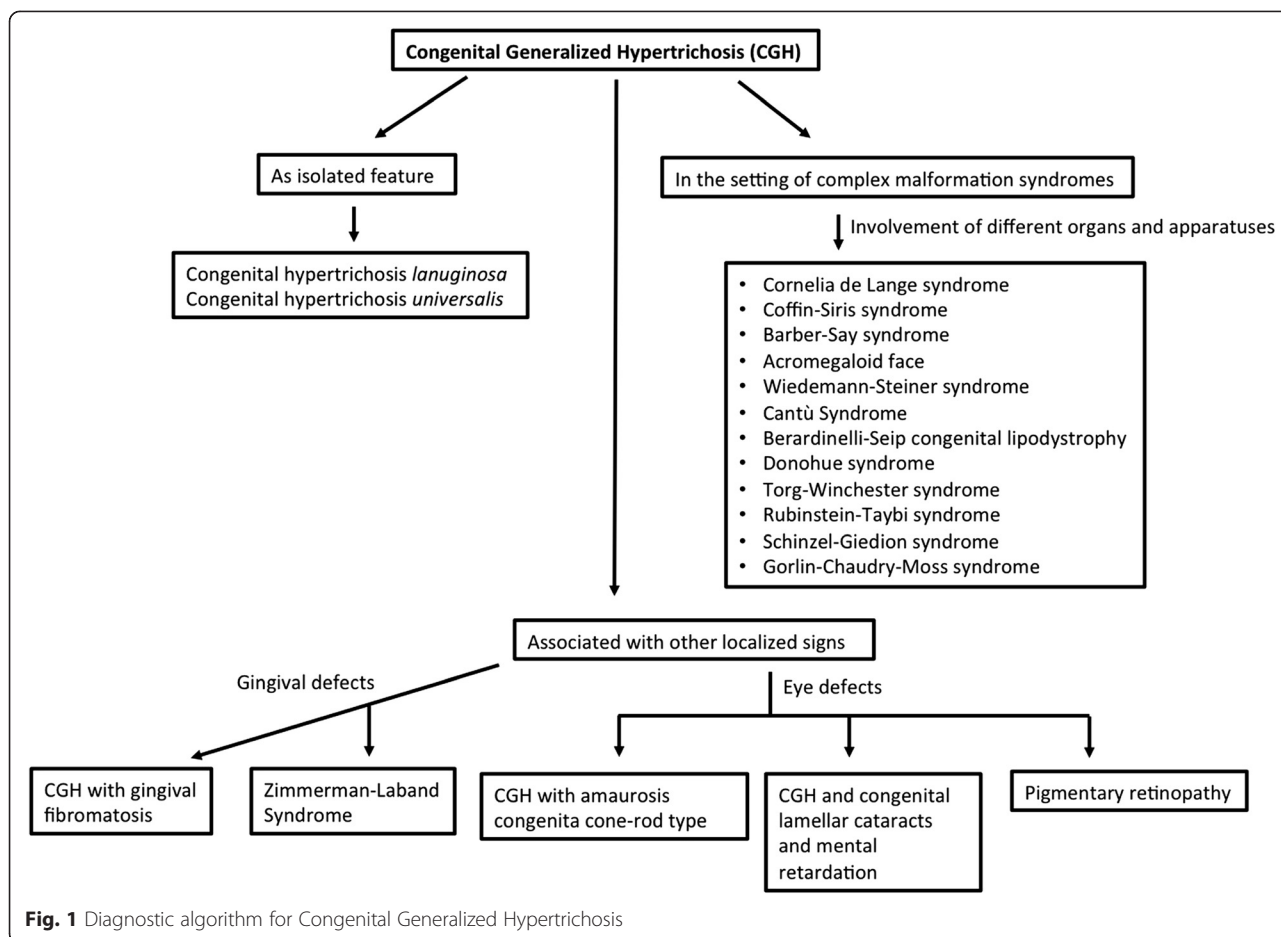 Congenital Generalized Hypertrichosis (CGH)
As isolated feature
In the setting of complex malformation syndromes
Involvement of different organs and apparatuses
Congenital hypertrichosis lanuginosa
Congenital hypertrichosis universalis
• Cornelia de Lange syndrome
• Coffin-Siris syndrome
• Barber-Say syndrome
• Acromegaloid face
• Wiedemann-Steiner syndrome
• Cantù Syndrome
• Berardinelli-Seip congenital lipodystrophy
• Donohue syndrome
• Torg-Winchester syndrome
• Rubinstein-Taybi syndrome
• Schinzel-Giedion syndrome
• Gorlin-Chaudry-Moss syndrome
Associated with other localized signs
Gingival defects
Eye defects
CGH with gingival
fibromatosis
Zimmerman-Laband
Syndrome
CGH with amaurosis
congenita cone-rod type
CGH and congenital
lamellar cataracts
and mental
retardation
Pigmentary retinopathy
Fig. 1 Diagnostic algorithm for Congenital Generalized Hypertrichosis